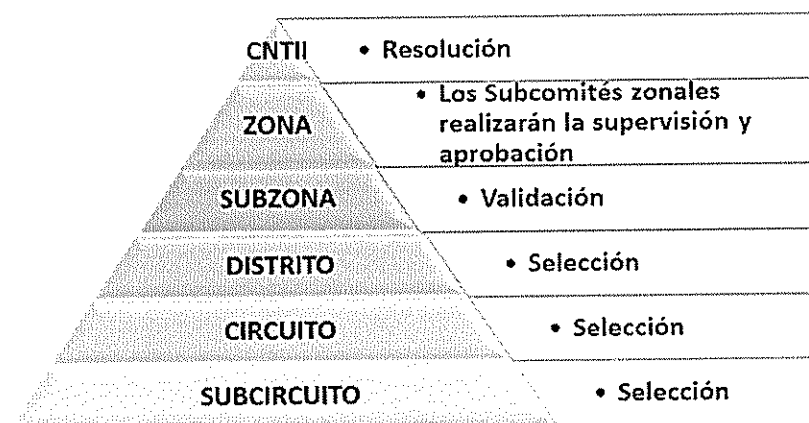 CNTII
• Resolución
ZONA
• Los Subcomités zonales
realizarán la supervisión y
aprobación
SUBZONA
• Validación
DISTRITO
• Selección
CIRCUITO
• Selección
SUBCIRCUITO
• Selección